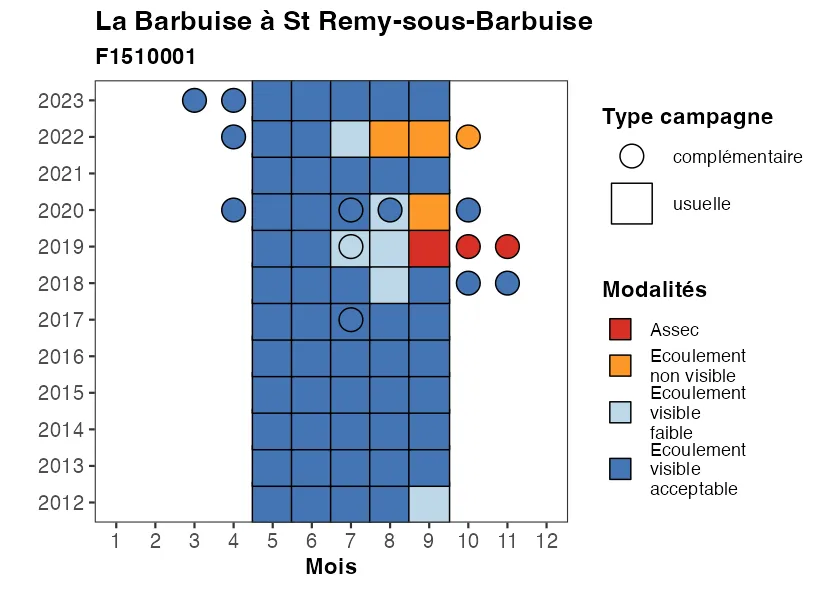 La Barbuise à St Remy-sous-Barbuise
F1510001
2023
2022
2021
2020
2019
2018
2017
2016
2015
2014
2013
2012
1 2 3 4 5 6 7 8 9 10 11 12
Mois
Type campagne
complémentaire
usuelle
Modalités
Assec
Ecoulement
non visible
Ecoulement
visible
faible
Ecoulement
visible
acceptable